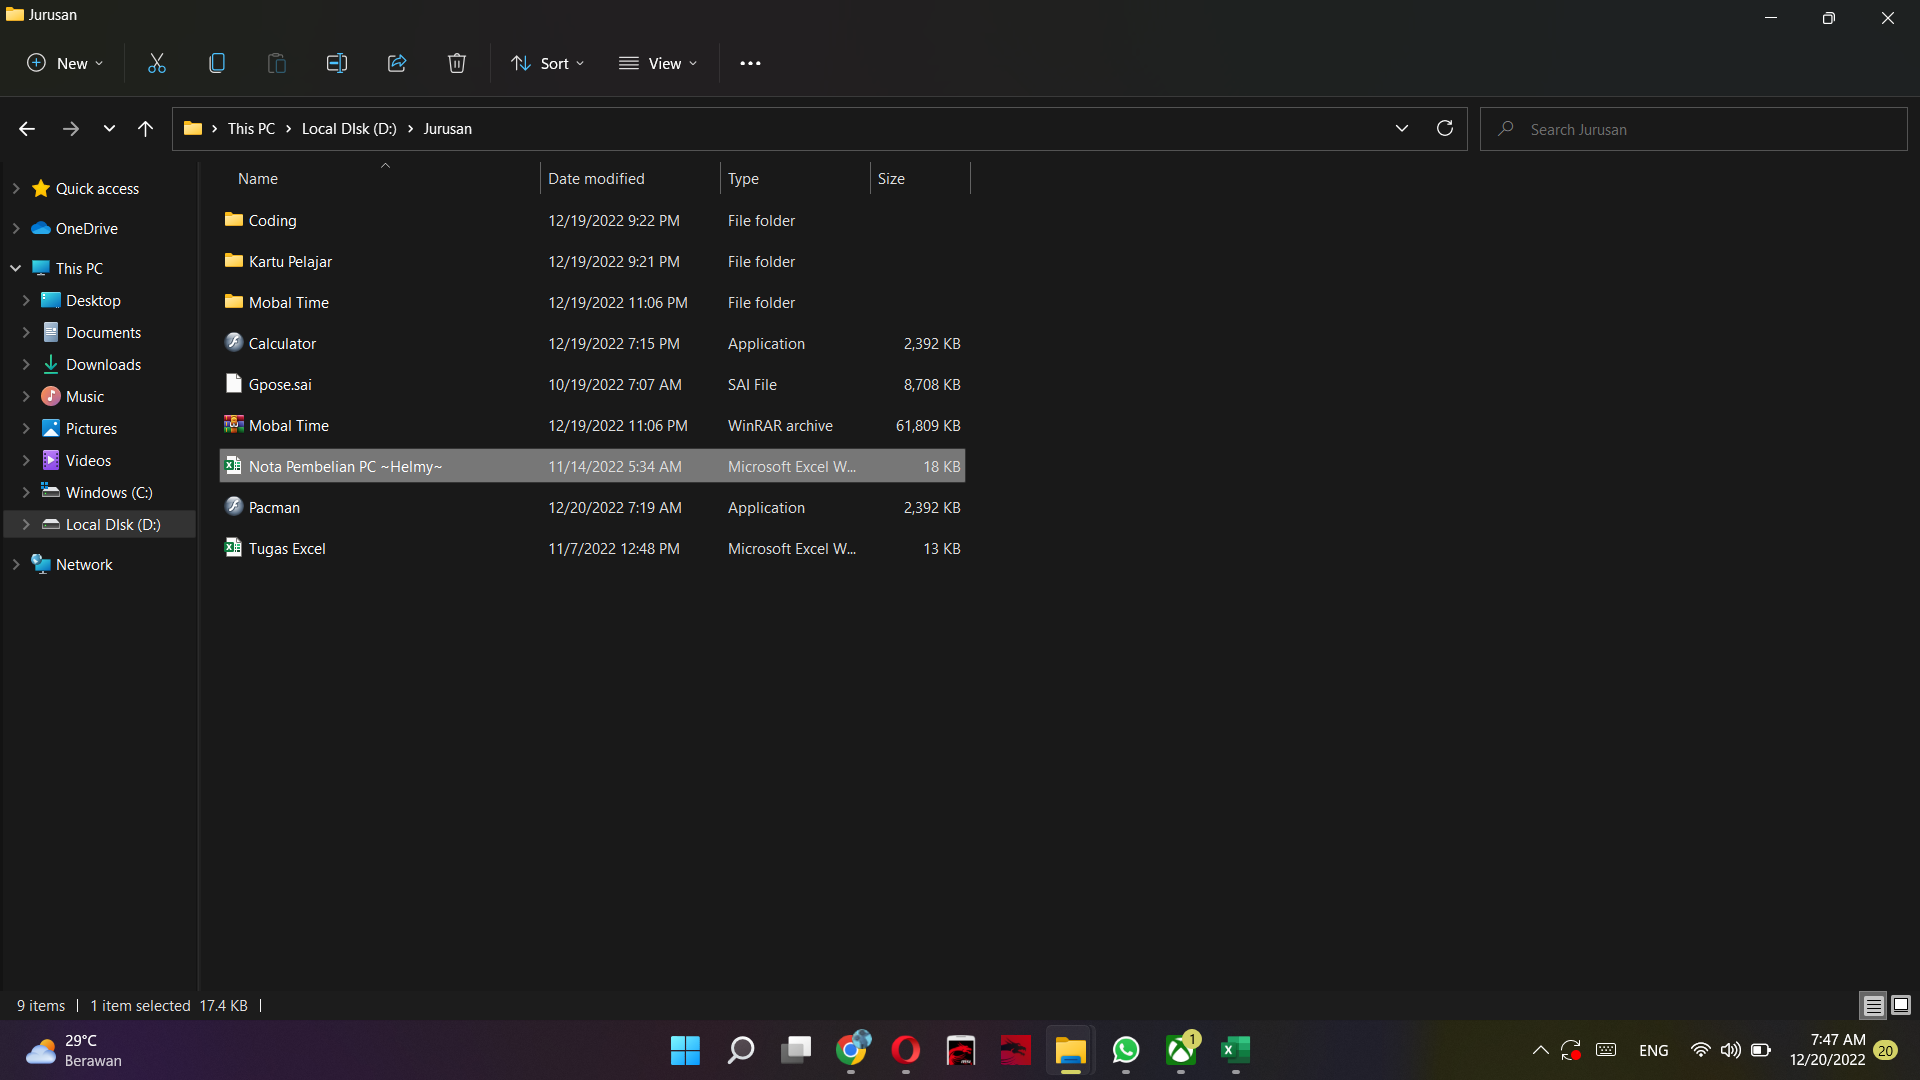 Jurusan
New
Sort
View
This PC > Local DIsk (D:) > Jurusan
Search Jurusan
Name Date modified Type Size
Quick access
OneDrive
This PC
Desktop
Documents
Downloads
Music
Pictures
Videos
Windows (C:)
Local DIsk (D:)
Network
Coding 12/19/2022 9:22 PM File folder
Kartu Pelajar 12/19/2022 9:21 PM File folder
Mobal Time 12/19/2022 11:06 PM File folder
Calculator 12/19/2022 7:15 PM Application 2,392 KB
Gpose.sai 10/19/2022 7:07 AM SAI File 8,708 KB
Mobal Time 12/19/2022 11:06 PM WinRAR archive 61,809 KB
Nota Pembelian PC ~Helmy~ 11/14/2022 5:34 AM Microsoft Excel W... 18 KB
Pacman 12/20/2022 7:19 AM Application 2,392 KB
Tugas Excel 11/7/2022 12:48 PM Microsoft Excel W... 13 KB
9 items | 1 item selected 17.4 KB |
29°C
Berawan
1
ENG
7:47 AM
12/20/2022
20